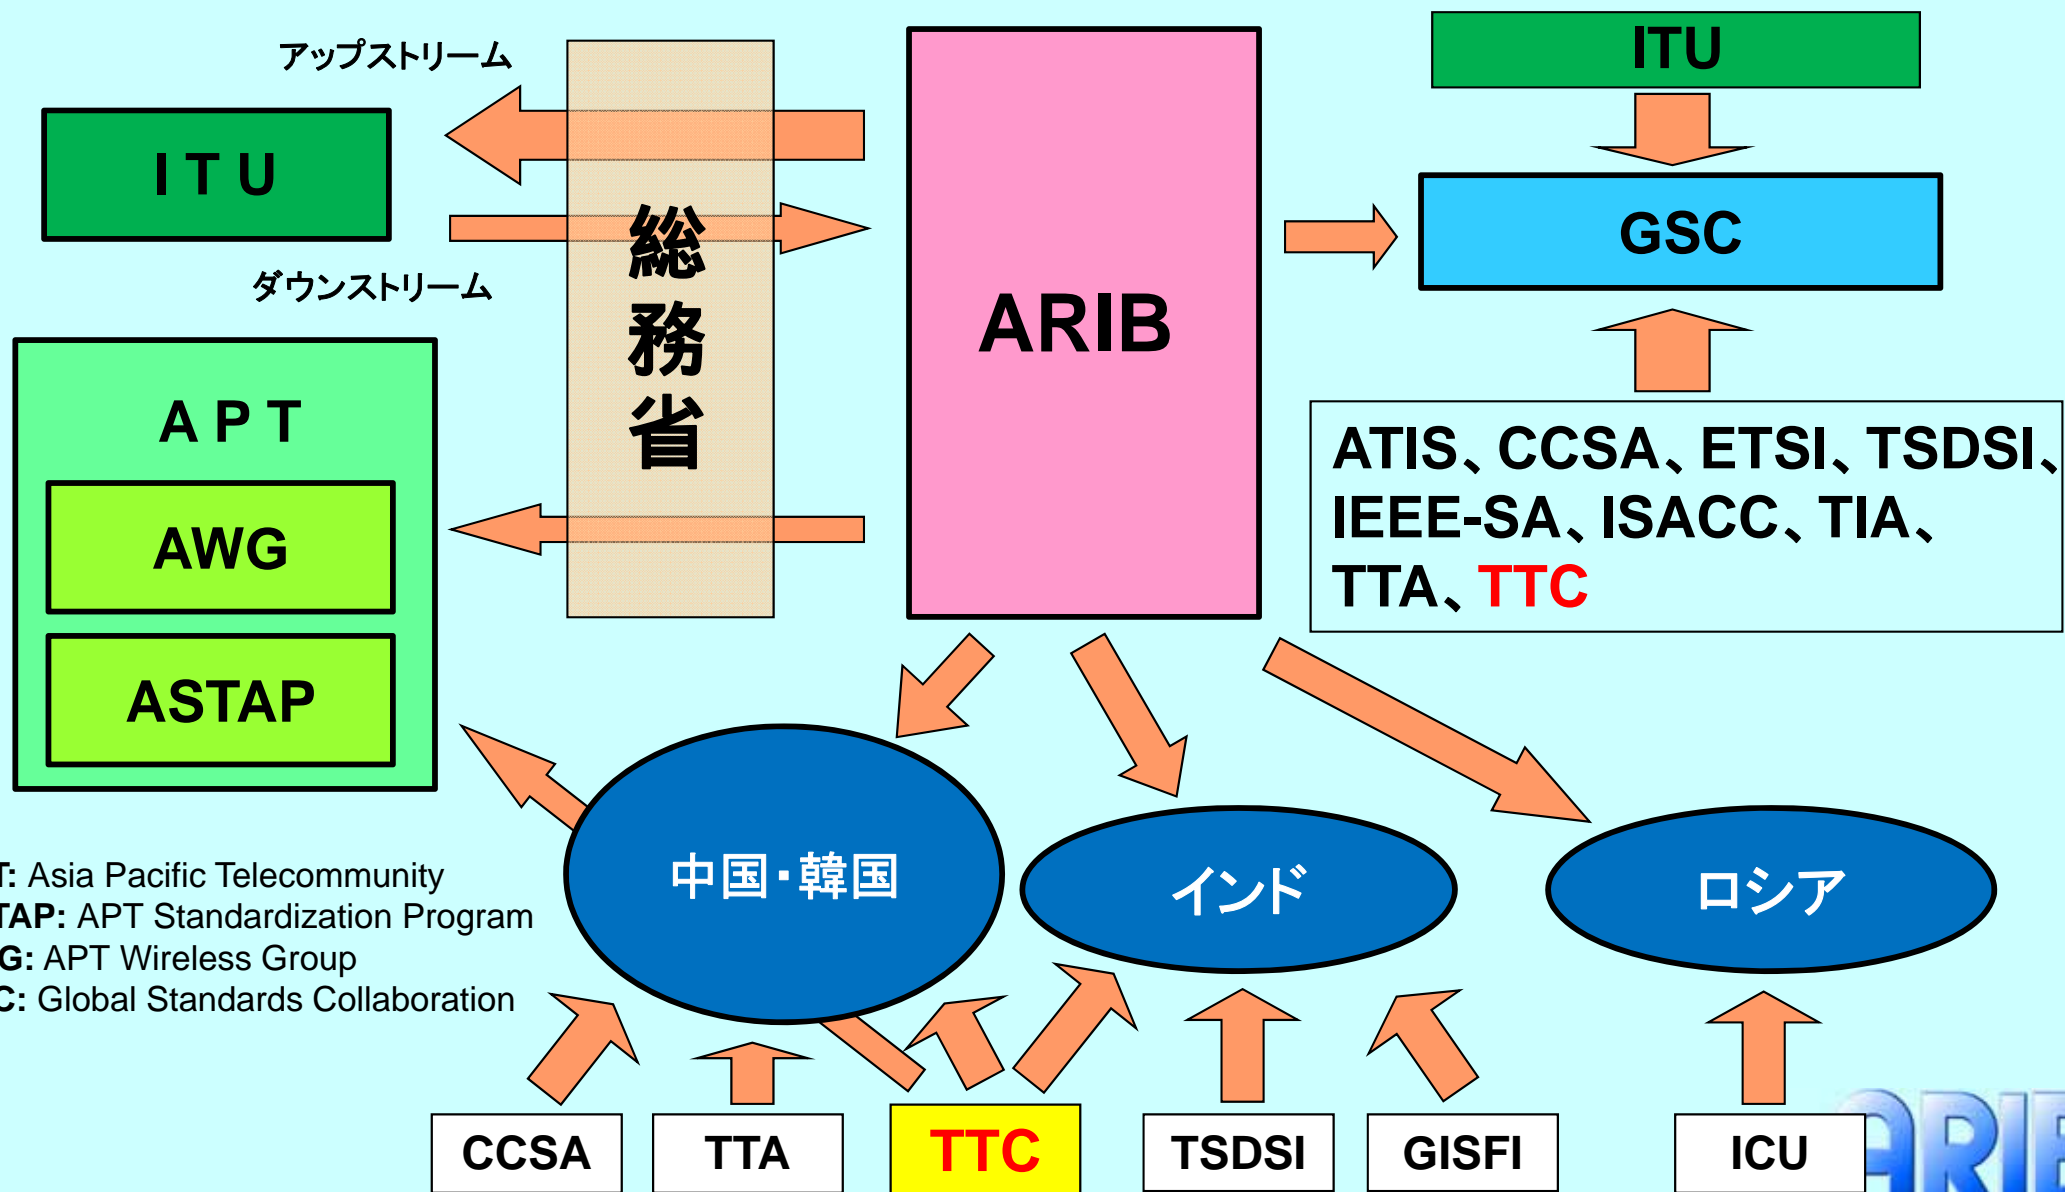 アップストリーム
ITU
I T U
総務省
ダウンストリーム
ARIB
GSC
A P T
AWG
ASTAP
ATIS、CCSA、ETSI、TSDSI、
IEEE-SA、ISACC、TIA、
TTA、TTC
中国・韓国
インド
ロシア
T: Asia Pacific Telecommunity
TAP: APT Standardization Program
G: APT Wireless Group
C: Global Standards Collaboration
CCSA
TTA
TTC
TSDSI
GISFI
ICU
ARIB